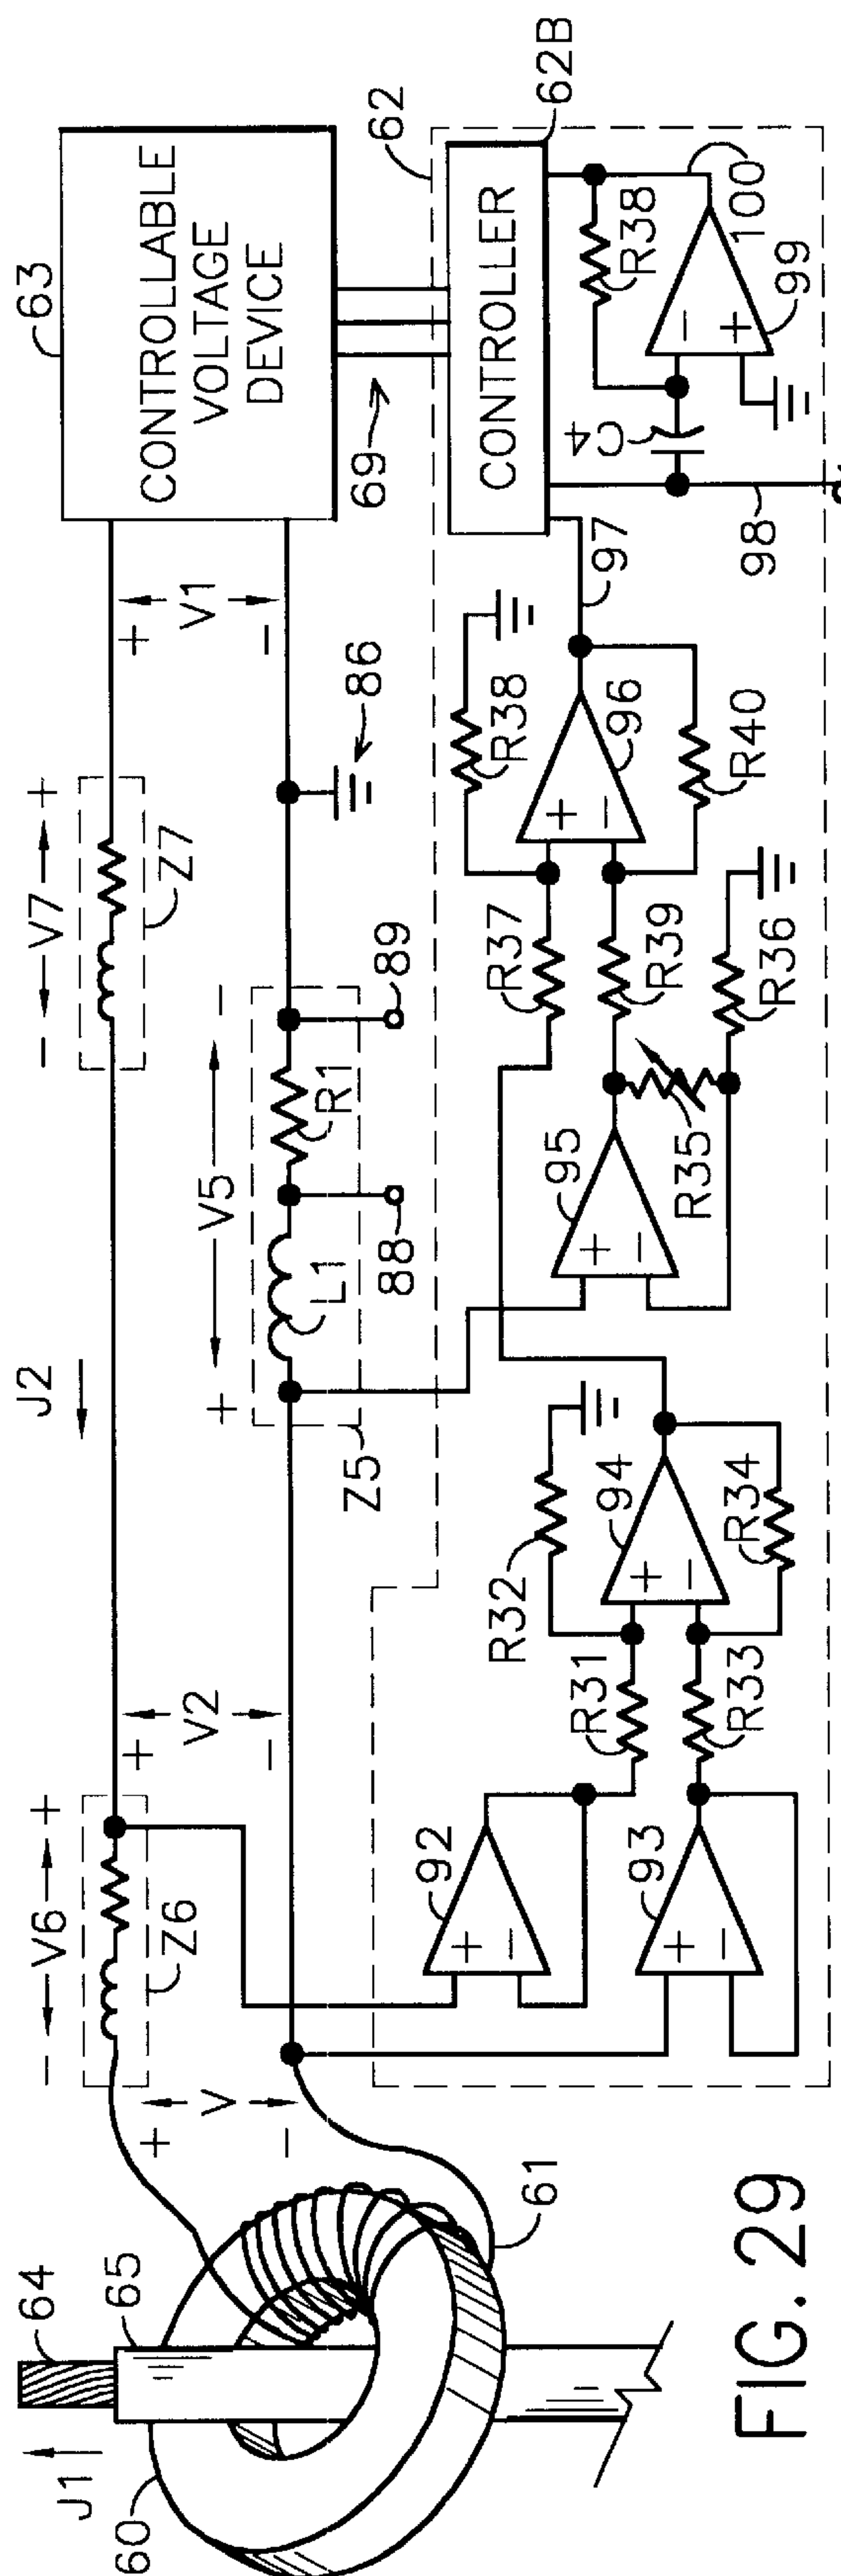 63
CONTROLLABLE
VOLTAGE
DEVICE
69
62
62B
CONTROLLER
R38
100
99
C4
98
97
+
V1
-
86
- V7 +
Z7
J2
+ V5 -
R1
L1
88
89
Z5
R38
R37
96
+
-
R39
R40
R36
95
+
-
R35
R32
R31
94
+
-
R34
R33
92
+
-
93
+
-
+
V2
-
- V6 +
Z6
+
V
-
64
65
J1
60
61
-
+
FIG. 29